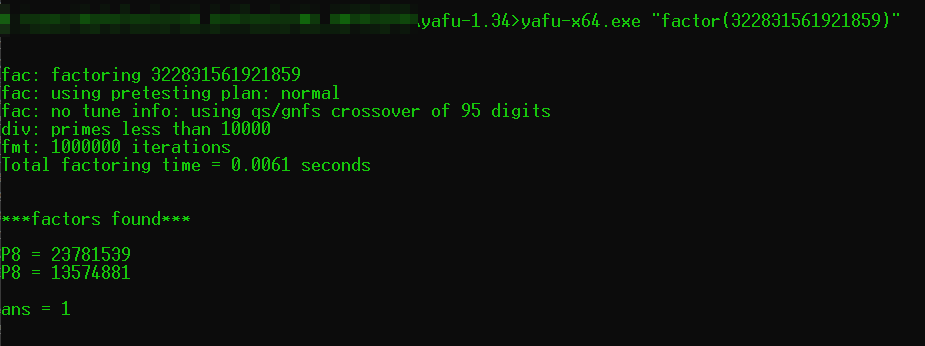 \yafu-1.34>yafu-x64.exe "factor(322831561921859)"
fac: factoring 322831561921859
fac: using pretesting plan: normal
fac: no tune info: using qs/gnfs crossover of 95 digits
div: primes less than 10000
fmt: 1000000 iterations
Total factoring time = 0.0061 seconds
***factors found***
P8 = 23781539
P8 = 13574881
ans = 1